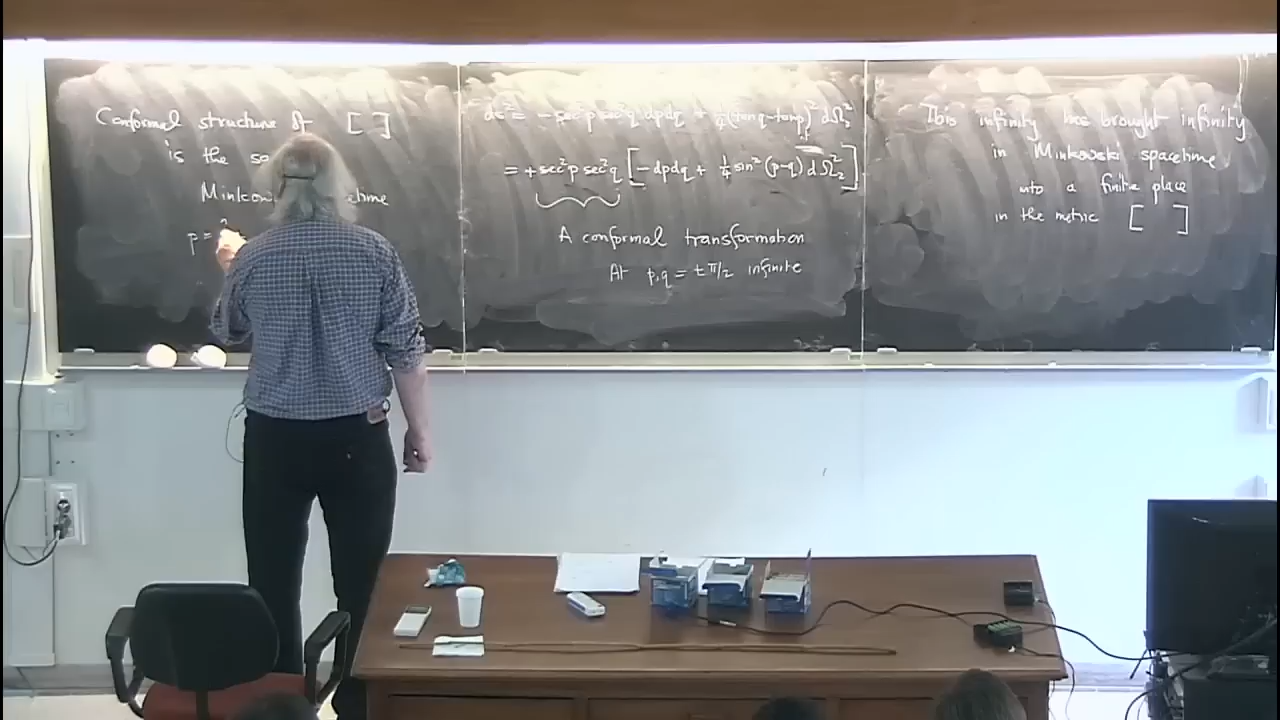 Conformal structure of [ ]
is the
Minkow
p =
ds² = - sec²p sec²q dpdq + ¼(tanq - tanp)² dΩ₂²
= + sec²p sec²q [ - dpdq + ¼ sin²(p-q) dΩ₂² ]
A conformal transformation
At p,q = ±π/2 infinite
This infinity has brought infinity
in Minkowski spacetime
into a finite place
in the metric [ ]